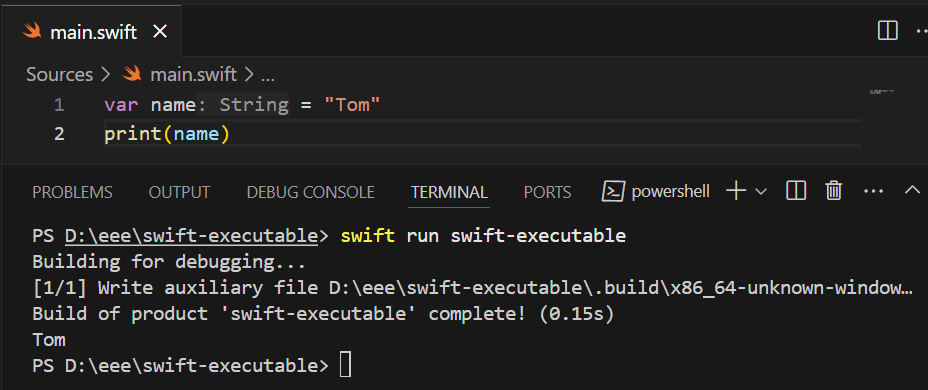 main.swift
Sources > main.swift > ...
1 var name: String = "Tom"
2 print(name)
PROBLEMS OUTPUT DEBUG CONSOLE TERMINAL PORTS powershell
PS D:\eee\swift-executable> swift run swift-executable
Building for debugging...
[1/1] Write auxiliary file D:\eee\swift-executable\.build\x86_64-unknown-window…
Build of product 'swift-executable' complete! (0.15s)
Tom
PS D:\eee\swift-executable>